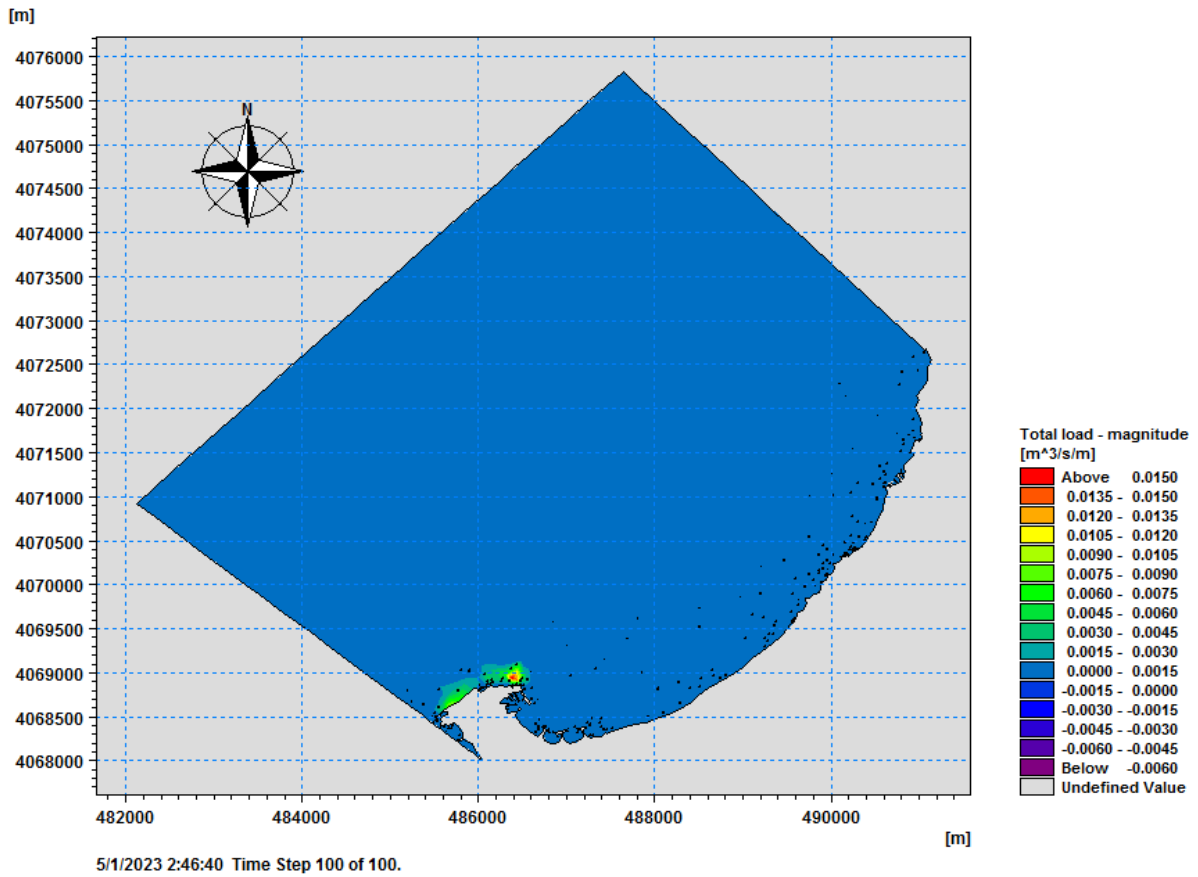 [m]
4076000
4075500
4075000
4074500
4074000
4073500
4073000
4072500
4072000
4071500
4071000
4070500
4070000
4069500
4069000
4068500
4068000
N
482000
484000
486000
488000
490000
[m]
5/1/2023 2:46:40 Time Step 100 of 100.
Total load - magnitude
[m^3/s/m]
Above 0.0150
0.0135 - 0.0150
0.0120 - 0.0135
0.0105 - 0.0120
0.0090 - 0.0105
0.0075 - 0.0090
0.0060 - 0.0075
0.0045 - 0.0060
0.0030 - 0.0045
0.0015 - 0.0030
0.0000 - 0.0015
-0.0015 - 0.0000
-0.0030 - -0.0015
-0.0045 - -0.0030
-0.0060 - -0.0045
Below -0.0060
Undefined Value